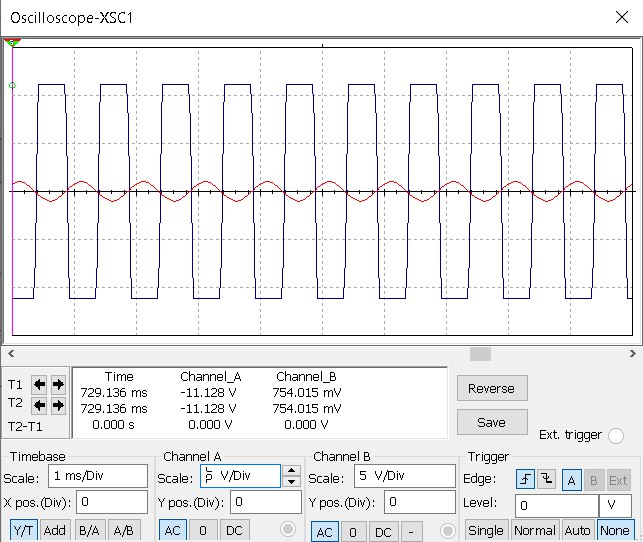 Oscilloscope-XSC1
T1
T2
T2-T1
Time Channel_A Channel_B
729.136 ms -11.128 V 754.015 mV
729.136 ms -11.128 V 754.015 mV
0.000 s 0.000 V 0.000 V
Reverse
Save
Ext. trigger
Timebase
Scale: 1 ms/Div
X pos.(Div): 0
Y/T Add B/A A/B
Channel A
Scale: 5 V/Div
Y pos.(Div): 0
AC 0 DC
Channel B
Scale: 5 V/Div
Y pos.(Div): 0
AC 0 DC -
Trigger
Edge: A B Ext
Level: 0 V
Single Normal Auto None